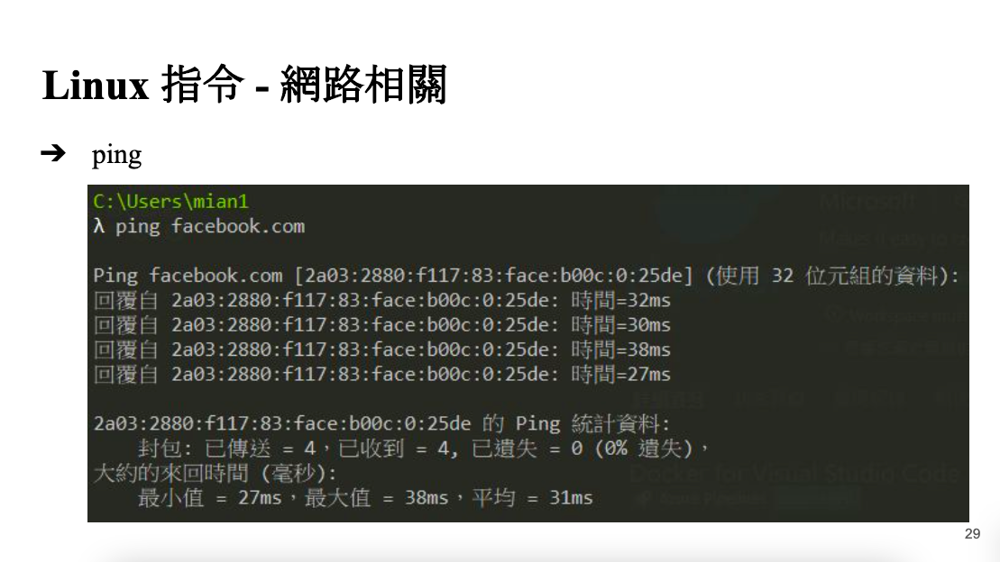 Linux 指令 - 網路相關
➔ ping
C:\Users\mian1
λ ping facebook.com
Ping facebook.com [2a03:2880:f117:83:face:b00c:0:25de] (使用 32 位元組的資料):
回覆自 2a03:2880:f117:83:face:b00c:0:25de: 時間=32ms
回覆自 2a03:2880:f117:83:face:b00c:0:25de: 時間=30ms
回覆自 2a03:2880:f117:83:face:b00c:0:25de: 時間=38ms
回覆自 2a03:2880:f117:83:face:b00c:0:25de: 時間=27ms
2a03:2880:f117:83:face:b00c:0:25de 的 Ping 統計資料:
封包: 已傳送 = 4，已收到 = 4, 已遺失 = 0 (0% 遺失)，
大約的來回時間 (毫秒):
最小值 = 27ms，最大值 = 38ms，平均 = 31ms
Docker for Visual Studio Code
29